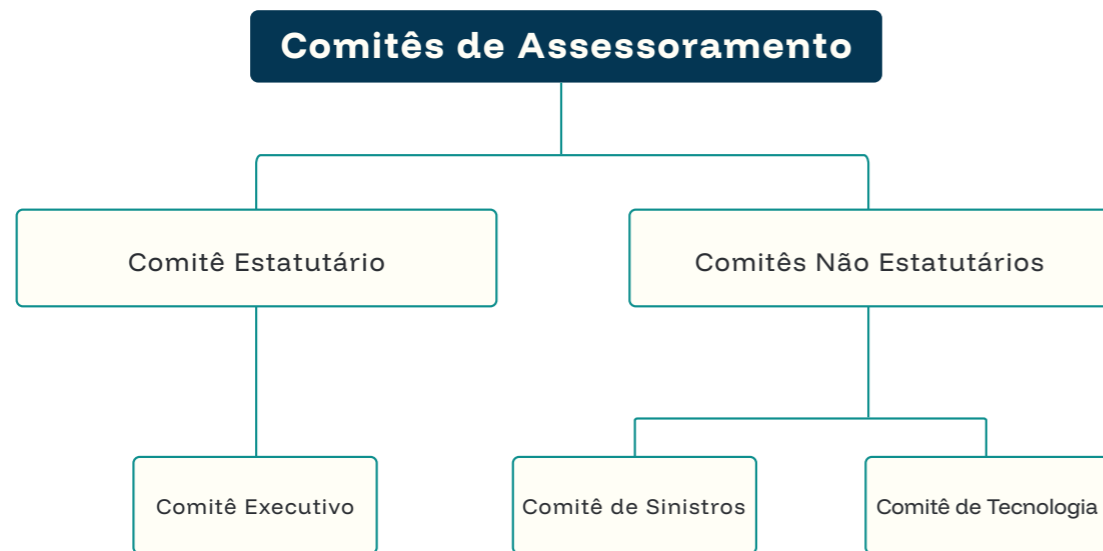 Comitês de Assessoramento
Comitê Estatutário
Comitês Não Estatutários
Comitê Executivo
Comitê de Sinistros
Comitê de Tecnologia